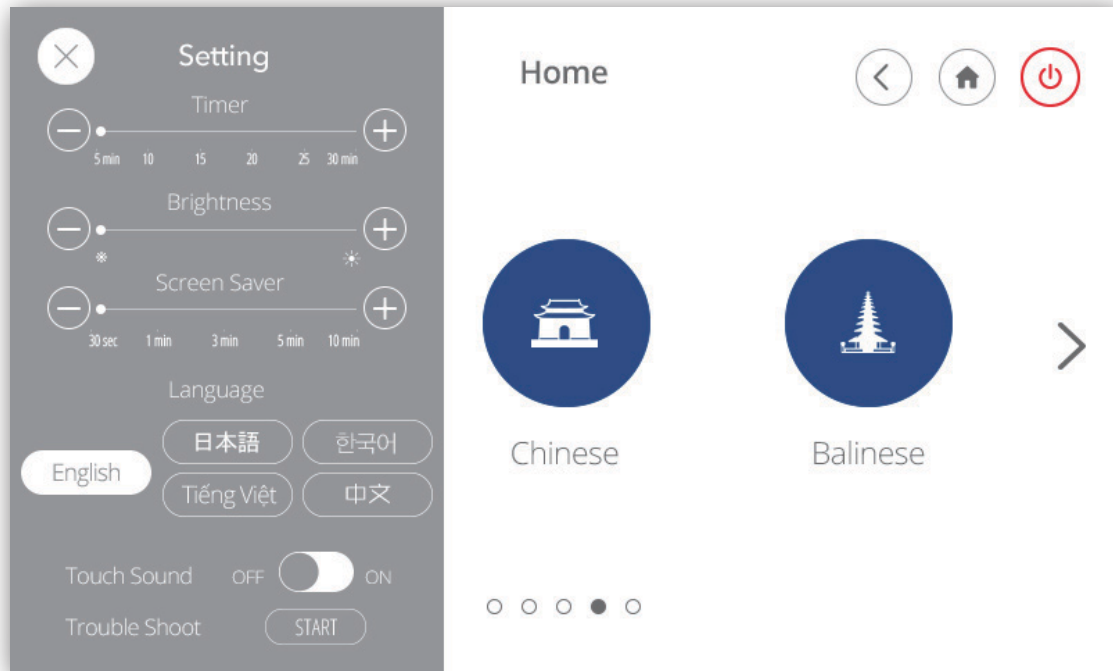 Setting
Timer
5 min 10 15 20 25 30 min
Brightness
Screen Saver
30 sec 1 min 3 min 5 min 10 min
Language
English
日本語 한국어
Tiếng Việt 中文
Touch Sound OFF ON
Trouble Shoot START
Home
Chinese Balinese